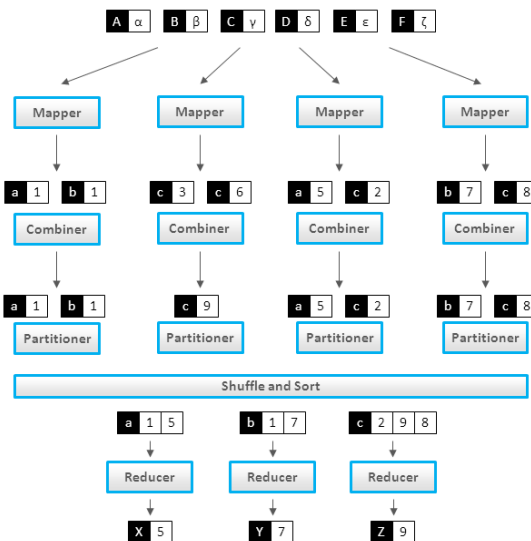 A α B β C γ D δ E ε F ζ
Mapper Mapper Mapper Mapper
a 1 b 1 c 3 c 6 a 5 c 2 b 7 c 8
Combiner Combiner Combiner Combiner
a 1 b 1 c 9 a 5 c 2 b 7 c 8
Partitioner Partitioner Partitioner Partitioner
Shuffle and Sort
a 1 5 b 1 7 c 2 9 8
Reducer Reducer Reducer
X 5 Y 7 Z 9